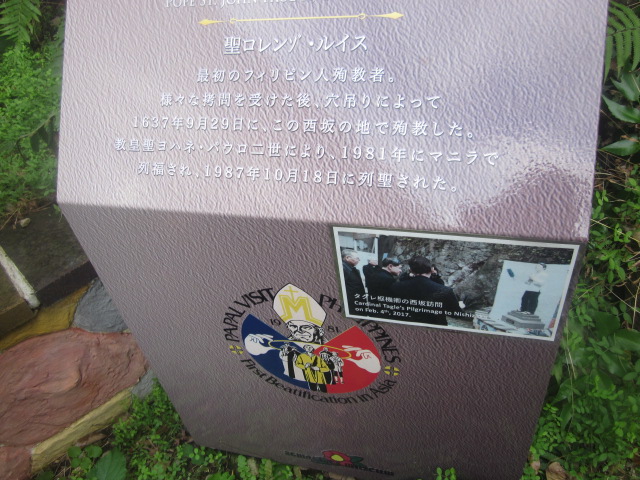 POPE ST. JOHN
聖ロレンゾ・ルイス
最初のフィリピン人殉教者。
様々な拷問を受けた後、穴吊りによって
1637年9月29日に、この西坂の地で殉教した。
教皇聖ヨハネ・パウロ二世により、1981年にマニラで
列福され、1987年10月18日に列聖された。
タグレ枢機卿の西坂訪問
Cardinal Tagle's Pilgrimage to
on Feb. 4th, 2017.
PAPAL VISIT PHILIPPINES
19 81
First Beatification in Asia